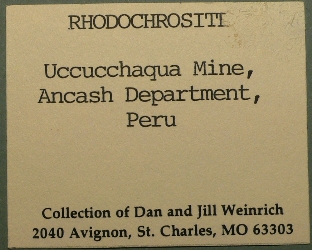 RHODOCHROSITE
Uccucchaqua Mine,
Ancash Department,
Peru
Collection of Dan and Jill Weinrich
2040 Avignon, St. Charles, MO 63303